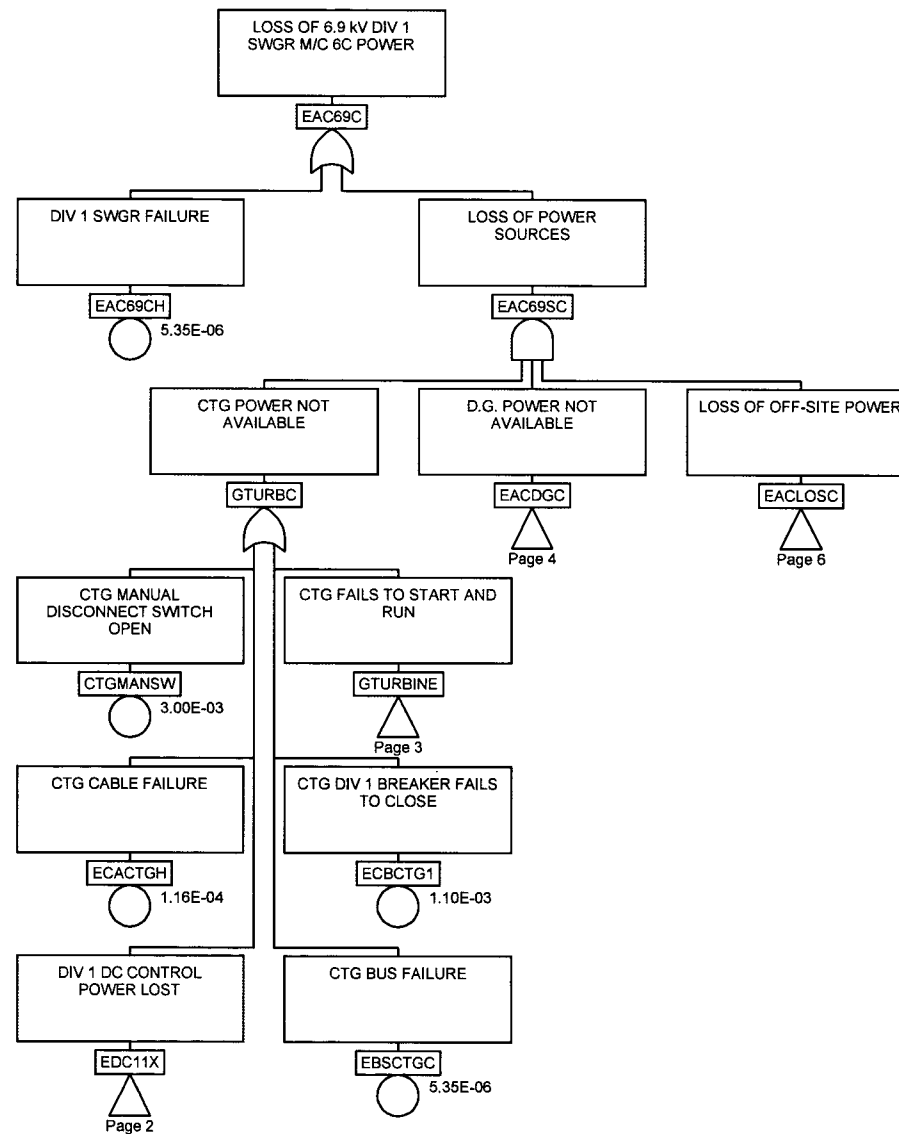 LOSS OF 6.9 kV DIV 1
SWGR M/C 6C POWER
EAC69C
DIV 1 SWGR FAILURE
EAC69CH
5.35E-06
LOSS OF POWER
SOURCES
EAC69SC
CTG POWER NOT
AVAILABLE
GTURBC
D.G. POWER NOT
AVAILABLE
EACDGC
Page 4
LOSS OF OFF-SITE POWER
EACLOSC
Page 6
CTG MANUAL
DISCONNECT SWITCH
OPEN
CTGMANSW
3.00E-03
CTG FAILS TO START AND
RUN
GTURBINE
Page 3
CTG CABLE FAILURE
ECACTGH
1.16E-04
CTG DIV 1 BREAKER FAILS
TO CLOSE
ECBCTG1
1.10E-03
DIV 1 DC CONTROL
POWER LOST
EDC11X
Page 2
CTG BUS FAILURE
EBSCTGC
5.35E-06